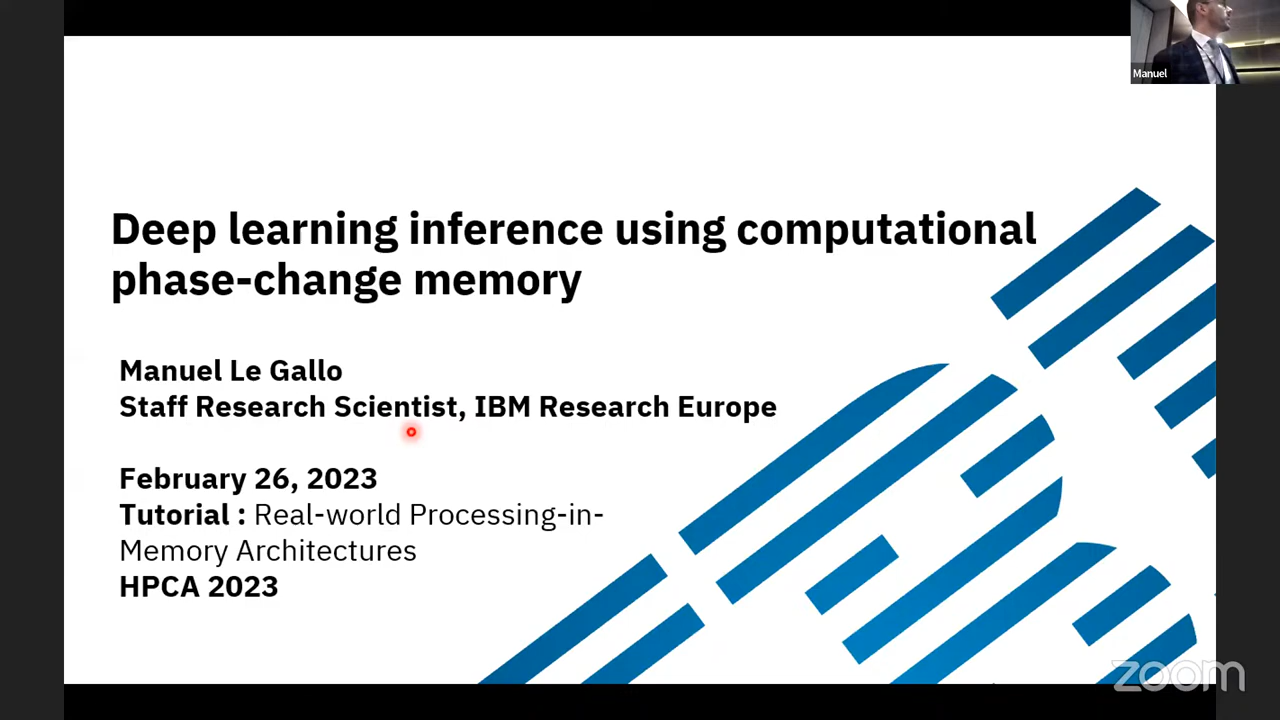 Manuel
Deep learning inference using computational
phase-change memory
Manuel Le Gallo
Staff Research Scientist, IBM Research Europe
February 26, 2023
Tutorial : Real-world Processing-in-
Memory Architectures
HPCA 2023
zoom